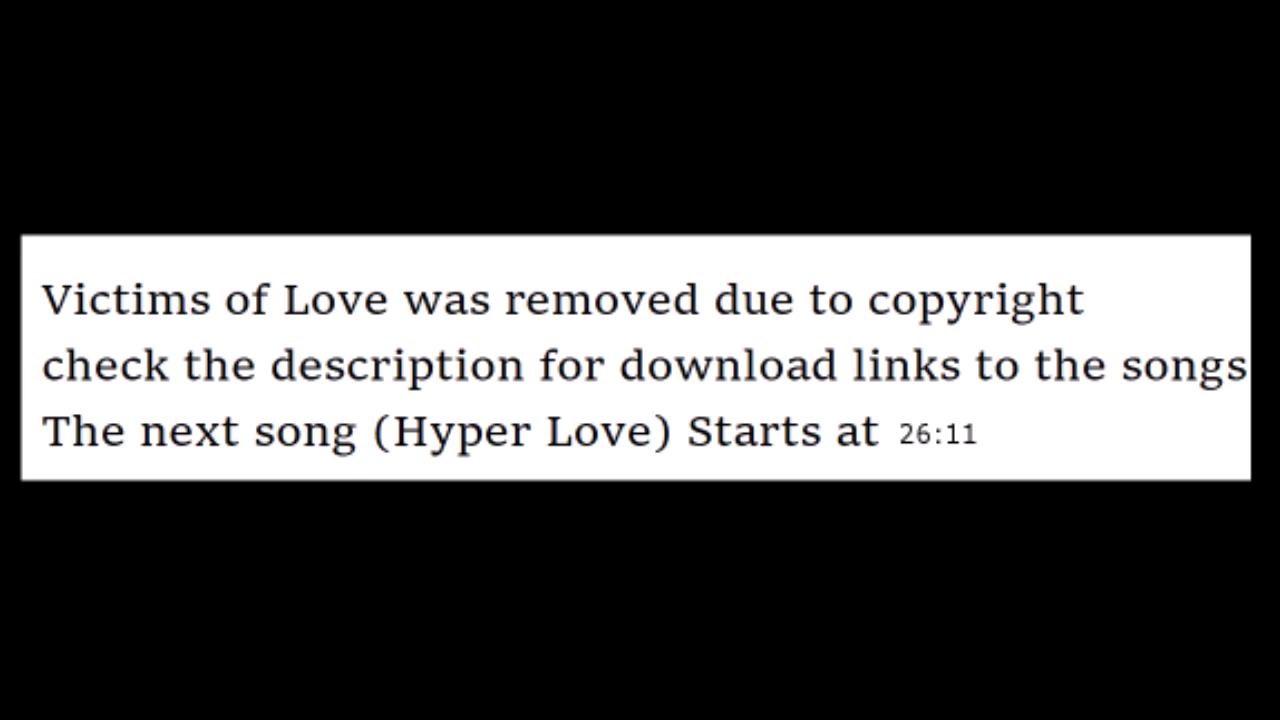 Victims of Love was removed due to copyright
check the description for download links to the songs
The next song (Hyper Love) Starts at 26:11